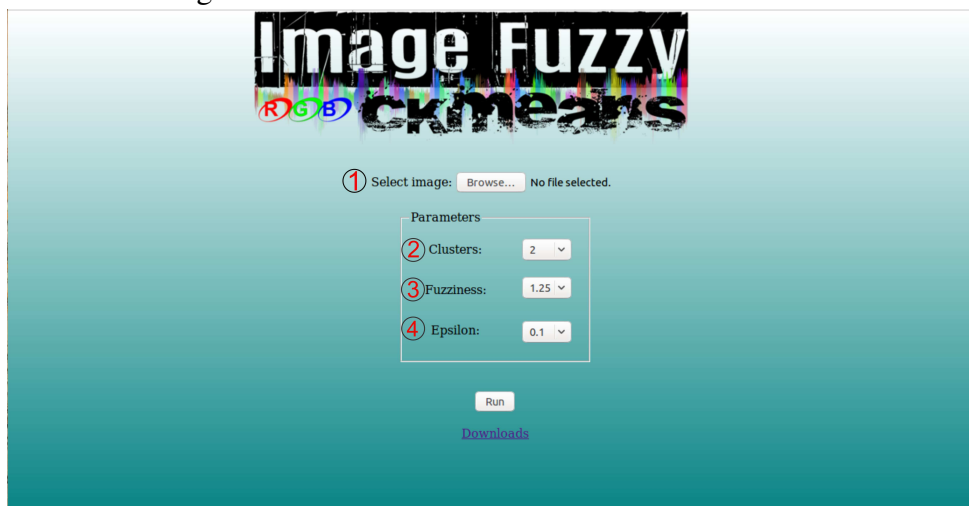 Image Fuzzy
RGB ckmeans
1 Select image: Browse... No file selected.
Parameters
2 Clusters: 2
3 Fuzziness: 1.25
4 Epsilon: 0.1
Run
Downloads